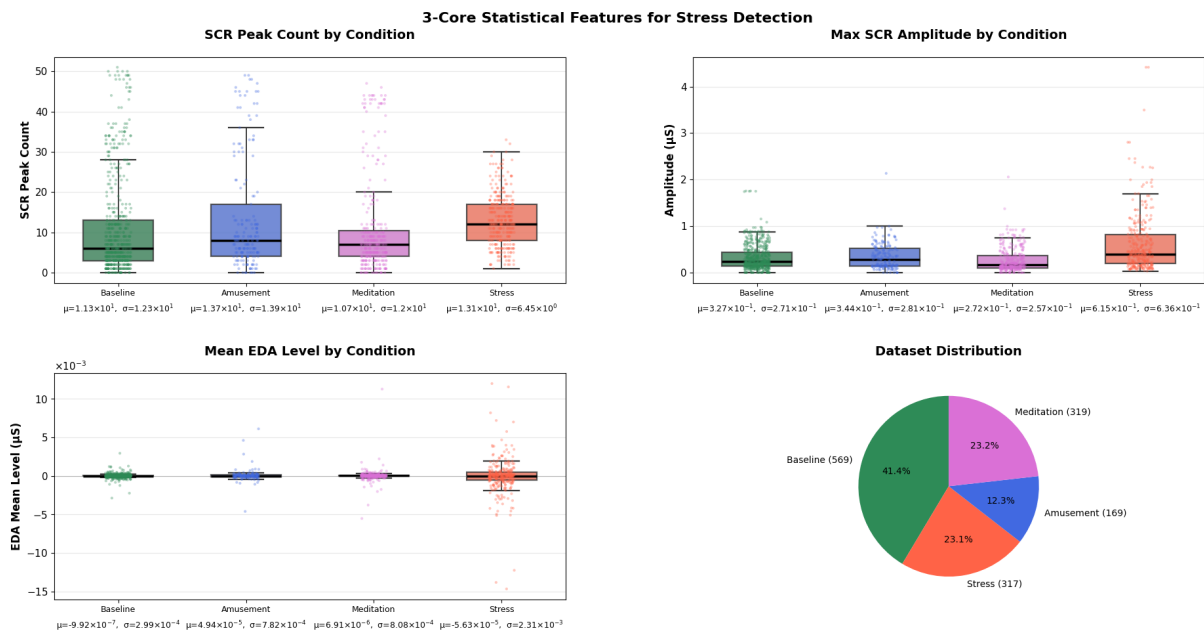 3-Core Statistical Features for Stress Detection
SCR Peak Count by Condition
SCR Peak Count
50
40
30
20
10
0
Baseline
Amusement
Meditation
Stress
μ=1.13×10¹, σ=1.23×10¹
μ=1.37×10¹, σ=1.39×10¹
μ=1.07×10¹, σ=1.2×10¹
μ=1.31×10¹, σ=6.45×10⁰
Max SCR Amplitude by Condition
Amplitude (μS)
4
3
2
1
0
Baseline
Amusement
Meditation
Stress
μ=3.27×10⁻¹, σ=2.71×10⁻¹
μ=3.44×10⁻¹, σ=2.81×10⁻¹
μ=2.72×10⁻¹, σ=2.57×10⁻¹
μ=6.15×10⁻¹, σ=6.36×10⁻¹
Mean EDA Level by Condition
×10⁻³
EDA Mean Level (μS)
10
5
0
−5
−10
−15
Baseline
Amusement
Meditation
Stress
μ=-9.92×10⁻⁷, σ=2.99×10⁻⁴
μ=4.94×10⁻⁵, σ=7.82×10⁻⁴
μ=6.91×10⁻⁶, σ=8.08×10⁻⁴
μ=-5.63×10⁻⁵, σ=2.31×10⁻³
Dataset Distribution
Meditation (319)
23.2%
Baseline (569)
41.4%
12.3%
Amusement (169)
23.1%
Stress (317)